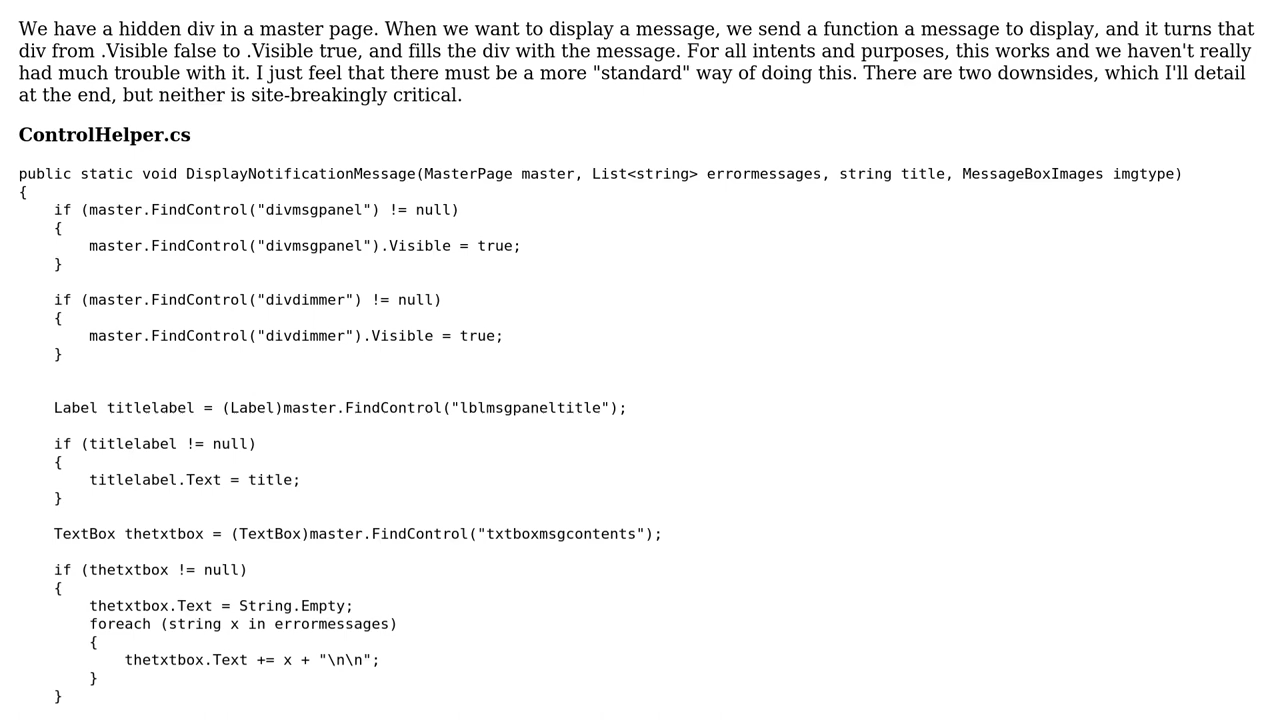 We have a hidden div in a master page. When we want to display a message, we send a function a message to display, and it turns that
div from .Visible false to .Visible true, and fills the div with the message. For all intents and purposes, this works and we haven't really
had much trouble with it. I just feel that there must be a more "standard" way of doing this. There are two downsides, which I'll detail
at the end, but neither is site-breakingly critical.
ControlHelper.cs
public static void DisplayNotificationMessage(MasterPage master, List<string> errormessages, string title, MessageBoxImages imgtype)
{
    if (master.FindControl("divmsgpanel") != null)
    {
        master.FindControl("divmsgpanel").Visible = true;
    }
    if (master.FindControl("divdimmer") != null)
    {
        master.FindControl("divdimmer").Visible = true;
    }
    Label titlelabel = (Label)master.FindControl("lblmsgpaneltitle");
    if (titlelabel != null)
    {
        titlelabel.Text = title;
    }
    TextBox thetxtbox = (TextBox)master.FindControl("txtboxmsgcontents");
    if (thetxtbox != null)
    {
        thetxtbox.Text = String.Empty;
        foreach (string x in errormessages)
        {
            thetxtbox.Text += x + "\n\n";
        }
    }